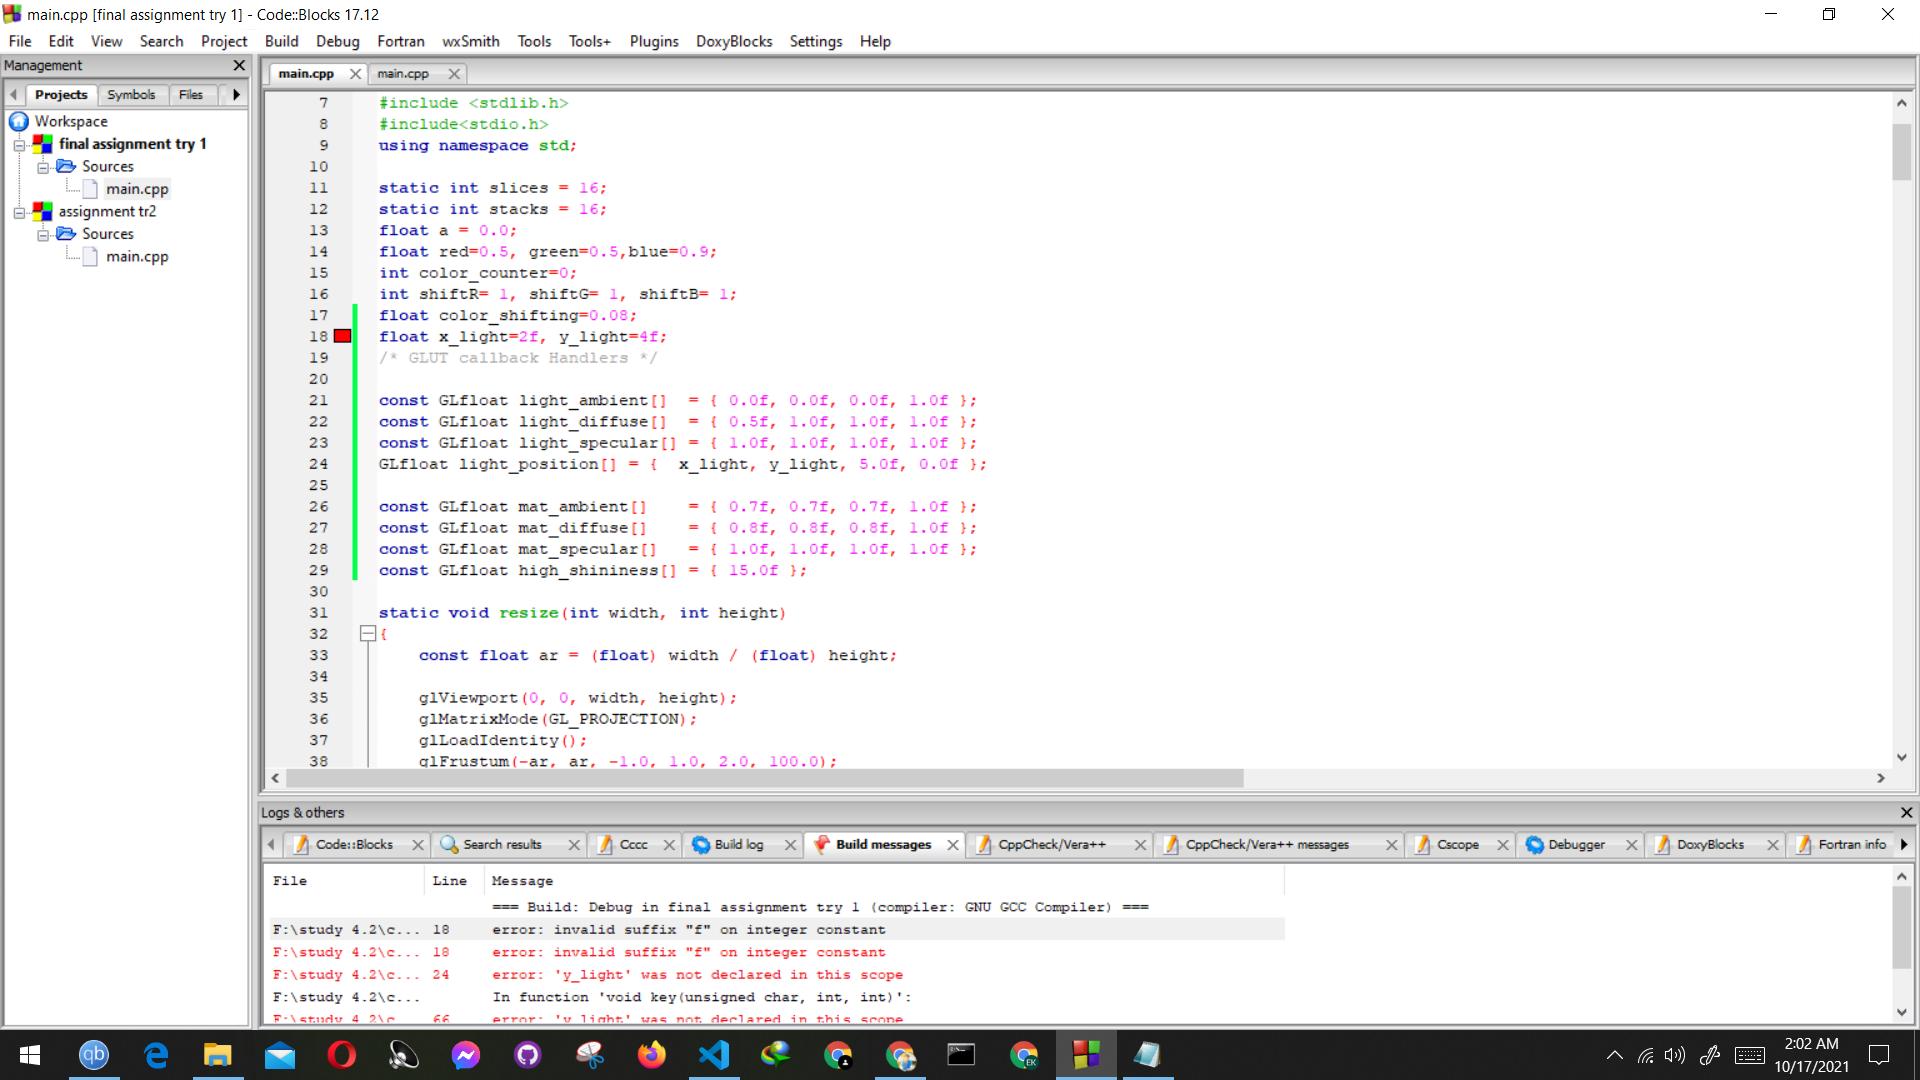 main.cpp [final assignment try 1] - Code::Blocks 17.12
File Edit View Search Project Build Debug Fortran wxSmith Tools Tools+ Plugins DoxyBlocks Settings Help
Management
Projects Symbols Files
Workspace
final assignment try 1
Sources
main.cpp
assignment tr2
Sources
main.cpp
main.cpp main.cpp
7 #include <stdlib.h>
8 #include<stdio.h>
9 using namespace std;
10
11 static int slices = 16;
12 static int stacks = 16;
13 float a = 0.0;
14 float red=0.5, green=0.5,blue=0.9;
15 int color_counter=0;
16 int shiftR= 1, shiftG= 1, shiftB= 1;
17 float color_shifting=0.08;
18 float x_light=2f, y_light=4f;
19 /* GLUT callback Handlers */
20
21 const GLfloat light_ambient[]  = { 0.0f, 0.0f, 0.0f, 1.0f };
22 const GLfloat light_diffuse[]  = { 0.5f, 1.0f, 1.0f, 1.0f };
23 const GLfloat light_specular[] = { 1.0f, 1.0f, 1.0f, 1.0f };
24 GLfloat light_position[] = {  x_light, y_light, 5.0f, 0.0f };
25
26 const GLfloat mat_ambient[]    = { 0.7f, 0.7f, 0.7f, 1.0f };
27 const GLfloat mat_diffuse[]    = { 0.8f, 0.8f, 0.8f, 1.0f };
28 const GLfloat mat_specular[]   = { 1.0f, 1.0f, 1.0f, 1.0f };
29 const GLfloat high_shininess[] = { 15.0f };
30
31 static void resize(int width, int height)
32 {
33     const float ar = (float) width / (float) height;
34
35     glViewport(0, 0, width, height);
36     glMatrixMode(GL_PROJECTION);
37     glLoadIdentity();
38     glFrustum(-ar, ar, -1.0, 1.0, 2.0, 100.0);
Logs & others
Code::Blocks Search results Cccc Build log Build messages CppCheck/Vera++ CppCheck/Vera++ messages Cscope Debugger DoxyBlocks Fortran info
File Line Message
=== Build: Debug in final assignment try 1 (compiler: GNU GCC Compiler) ===
F:\study 4.2\c... 18 error: invalid suffix "f" on integer constant
F:\study 4.2\c... 18 error: invalid suffix "f" on integer constant
F:\study 4.2\c... 24 error: 'y_light' was not declared in this scope
F:\study 4.2\c... In function 'void key(unsigned char, int, int)':
F:\study 4.2\c... 66 error: 'y_light' was not declared in this scope
qb
EK
2:02 AM
10/17/2021